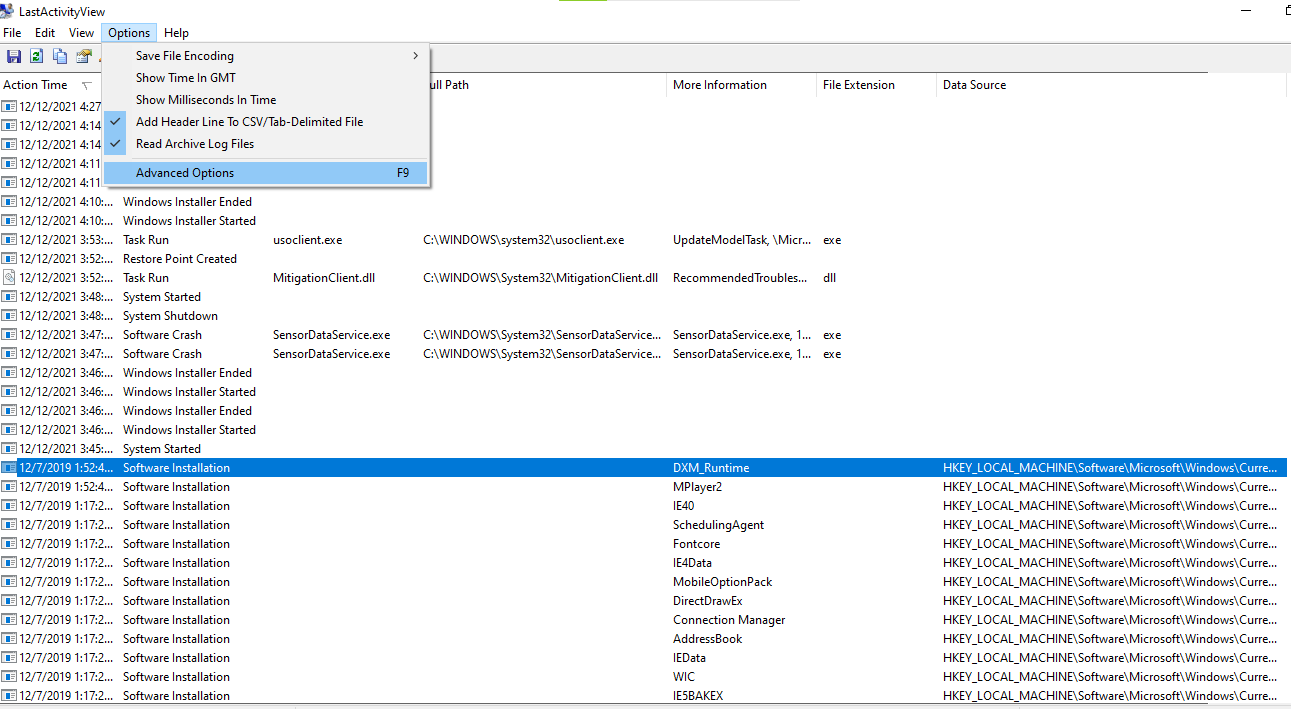 LastActivityView
File Edit View Options Help
Save File Encoding
Show Time In GMT
Show Milliseconds In Time
Add Header Line To CSV/Tab-Delimited File
Read Archive Log Files
Advanced Options F9
Action Time ull Path More Information File Extension Data Source
12/12/2021 4:27
12/12/2021 4:14
12/12/2021 4:14
12/12/2021 4:11
12/12/2021 4:11
12/12/2021 4:10:... Windows Installer Ended
12/12/2021 4:10:... Windows Installer Started
12/12/2021 3:53:... Task Run usoclient.exe C:\WINDOWS\system32\usoclient.exe UpdateModelTask, \Micr... exe
12/12/2021 3:52:... Restore Point Created
12/12/2021 3:52:... Task Run MitigationClient.dll C:\WINDOWS\System32\MitigationClient.dll RecommendedTroubles... dll
12/12/2021 3:48:... System Started
12/12/2021 3:48:... System Shutdown
12/12/2021 3:47:... Software Crash SensorDataService.exe C:\WINDOWS\System32\SensorDataService... SensorDataService.exe, 1... exe
12/12/2021 3:47:... Software Crash SensorDataService.exe C:\WINDOWS\System32\SensorDataService... SensorDataService.exe, 1... exe
12/12/2021 3:46:... Windows Installer Ended
12/12/2021 3:46:... Windows Installer Started
12/12/2021 3:46:... Windows Installer Ended
12/12/2021 3:46:... Windows Installer Started
12/12/2021 3:45:... System Started
12/7/2019 1:52:4... Software Installation DXM_Runtime HKEY_LOCAL_MACHINE\Software\Microsoft\Windows\Curre...
12/7/2019 1:52:4... Software Installation MPlayer2 HKEY_LOCAL_MACHINE\Software\Microsoft\Windows\Curre...
12/7/2019 1:17:2... Software Installation IE40 HKEY_LOCAL_MACHINE\Software\Microsoft\Windows\Curre...
12/7/2019 1:17:2... Software Installation SchedulingAgent HKEY_LOCAL_MACHINE\Software\Microsoft\Windows\Curre...
12/7/2019 1:17:2... Software Installation Fontcore HKEY_LOCAL_MACHINE\Software\Microsoft\Windows\Curre...
12/7/2019 1:17:2... Software Installation IE4Data HKEY_LOCAL_MACHINE\Software\Microsoft\Windows\Curre...
12/7/2019 1:17:2... Software Installation MobileOptionPack HKEY_LOCAL_MACHINE\Software\Microsoft\Windows\Curre...
12/7/2019 1:17:2... Software Installation DirectDrawEx HKEY_LOCAL_MACHINE\Software\Microsoft\Windows\Curre...
12/7/2019 1:17:2... Software Installation Connection Manager HKEY_LOCAL_MACHINE\Software\Microsoft\Windows\Curre...
12/7/2019 1:17:2... Software Installation AddressBook HKEY_LOCAL_MACHINE\Software\Microsoft\Windows\Curre...
12/7/2019 1:17:2... Software Installation IEData HKEY_LOCAL_MACHINE\Software\Microsoft\Windows\Curre...
12/7/2019 1:17:2... Software Installation WIC HKEY_LOCAL_MACHINE\Software\Microsoft\Windows\Curre...
12/7/2019 1:17:2... Software Installation IE5BAKEX HKEY_LOCAL_MACHINE\Software\Microsoft\Windows\Curre...